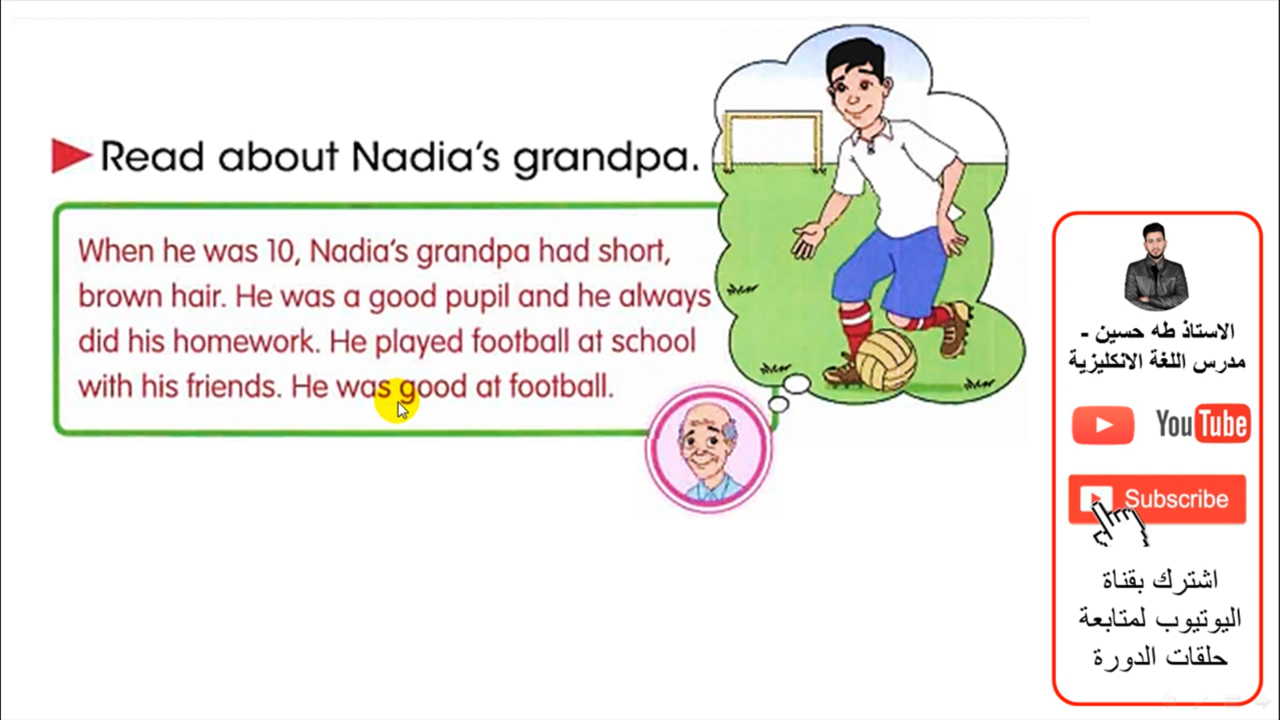 Read about Nadia's grandpa.
When he was 10, Nadia's grandpa had short,
brown hair. He was a good pupil and he always
did his homework. He played football at school
with his friends. He was good at football.
الاستاذ طه حسين -
مدرس اللغة الانكليزية
YouTube
Subscribe
اشترك بقناة
اليوتيوب لمتابعة
حلقات الدورة